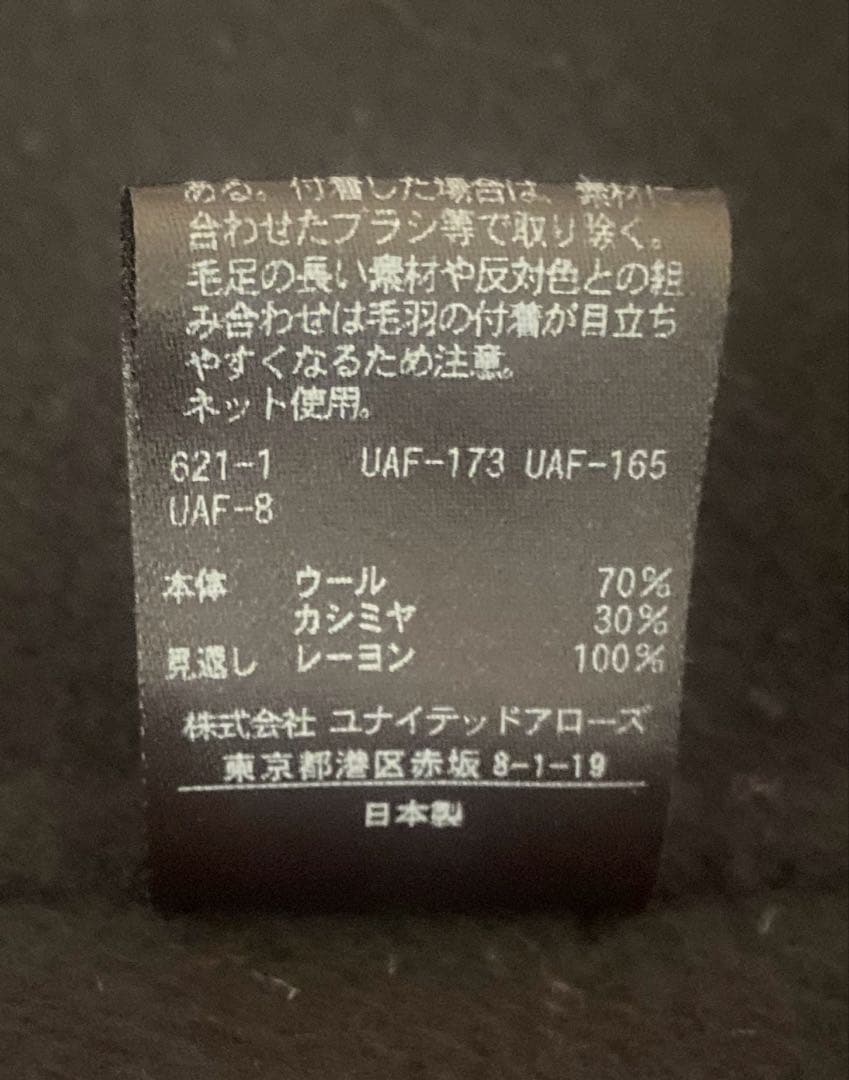 ある。付着した場合は、素材に
合わせたブラシ等で取り除く。
毛足の長い素材や反対色との組
み合わせは毛羽の付着が目立ち
やすくなるため注意。
ネット使用。
621-1 UAF-173 UAF-165
UAF-8
本体 ウール 70%
カシミヤ 30%
見返し レーヨン 100%
株式会社 ユナイテッドアローズ
東京都港区赤坂 8-1-19
日本製